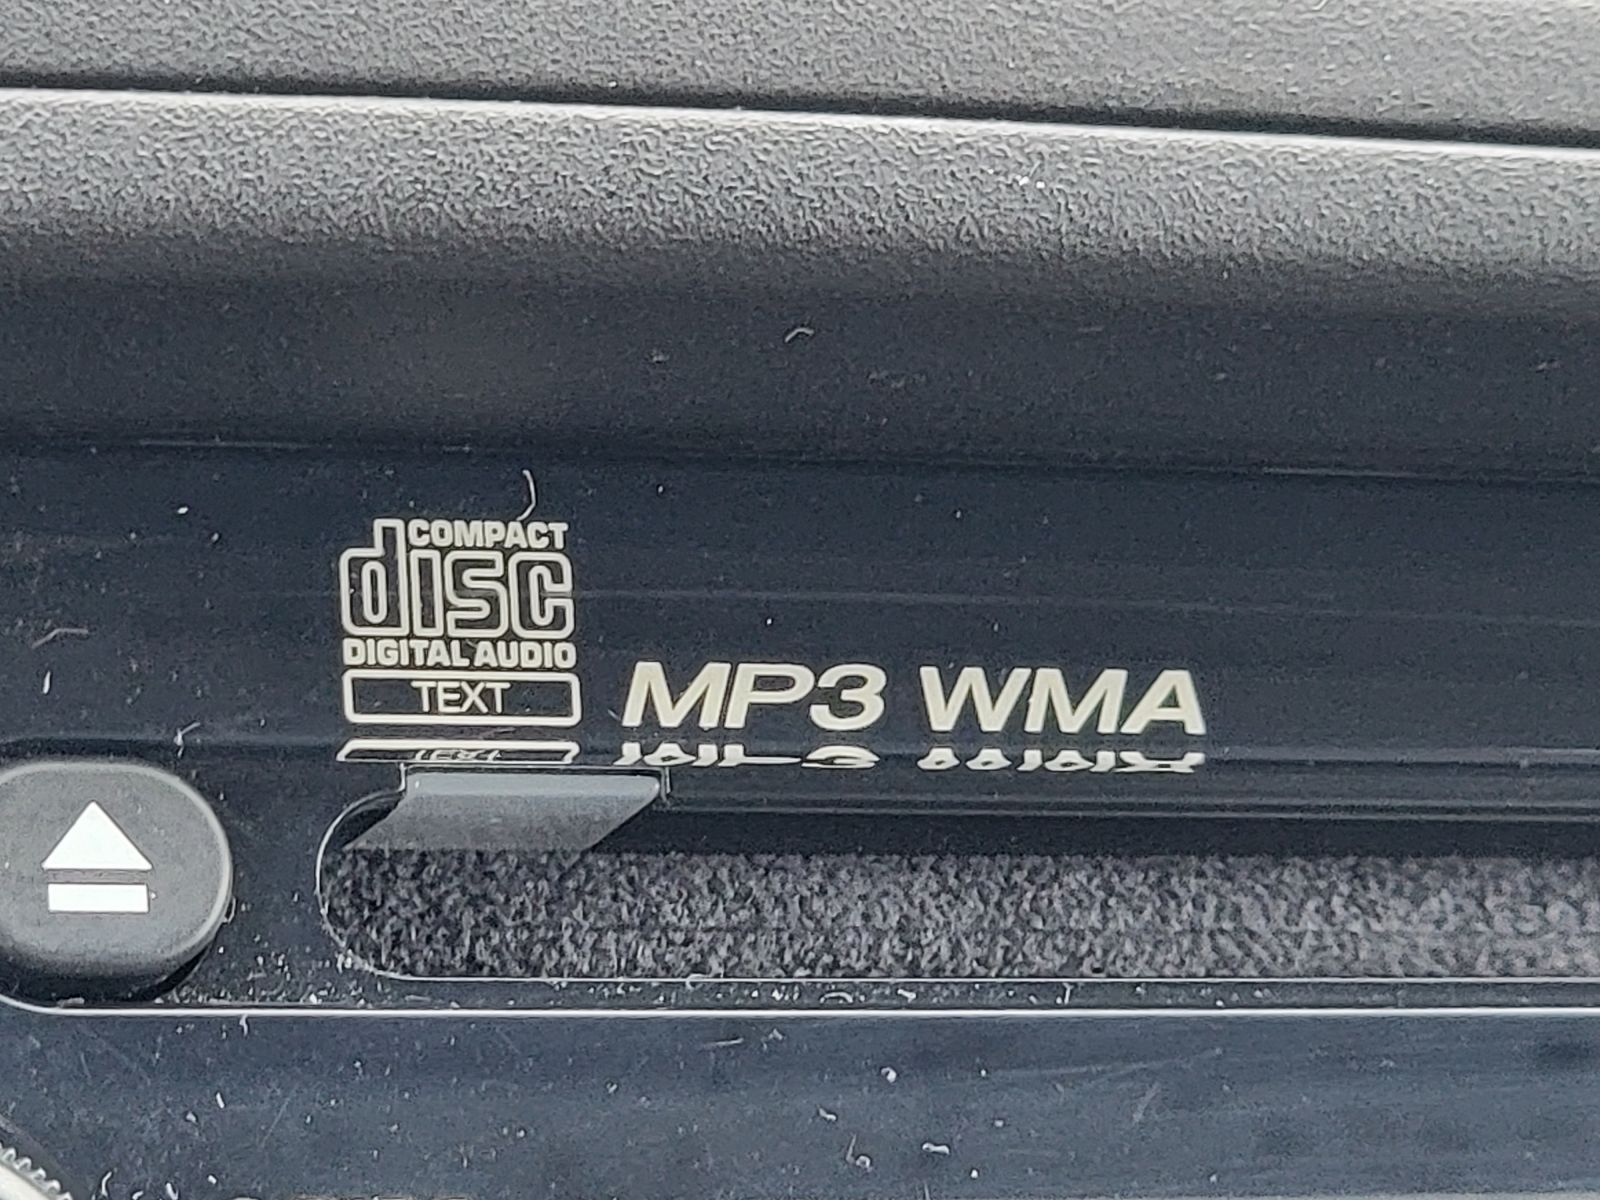 COMPACT
disc
DIGITAL AUDIO
TEXT
MP3 WMA